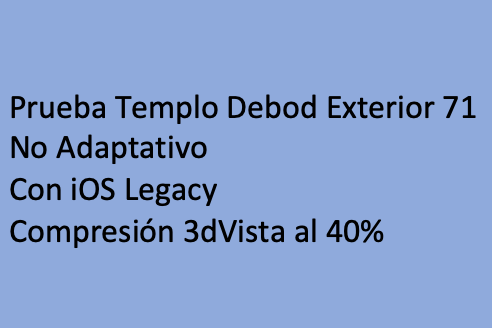 Prueba Templo Debod Exterior 71
No Adaptativo
Con iOS Legacy
Compresión 3dVista al 40%